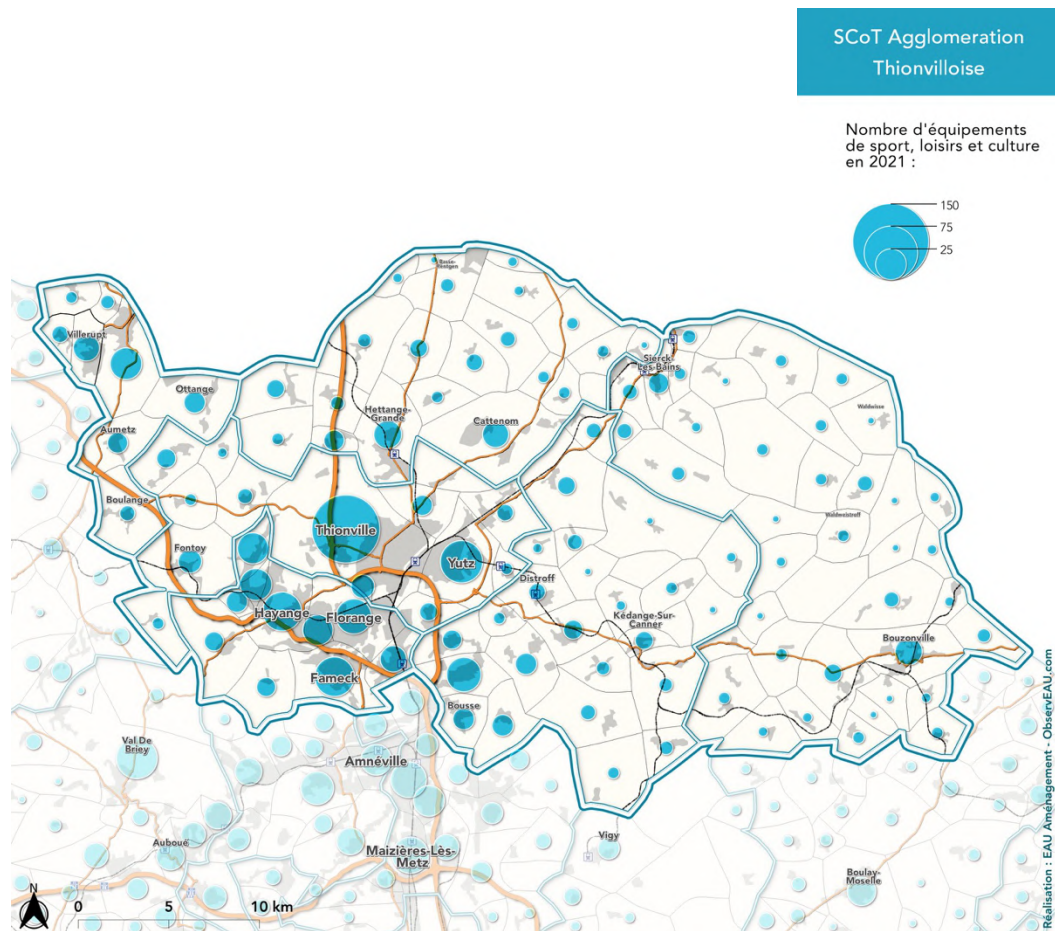 SCoT Agglomeration
Thionvilloise
Nombre d'équipements
de sport, loisirs et culture
en 2021 :
150
75
25
Basse-
Rentgen
Villerupt
Sierck-
Les-Bains
Ottange
Waldwisse
Hettange-
Grande
Cattenom
Aumetz
Boulange
Waldweistroff
Thionville
Fontoy
Yutz
Distroff
Hayange
Florange
Kédange-Sur-
Canner
Bouzonville
Fameck
Bousse
Val De
Briey
Amnéville
Auboué
Vigy
Maizières-Lès-
Metz
Boulay-
Moselle
N
0 5 10 km
Réalisation : EAU Aménagement - ObservEAU.com